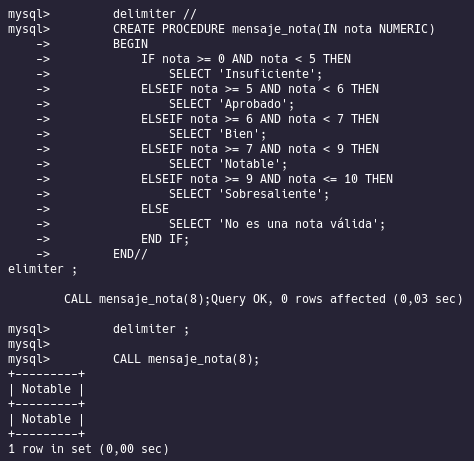 mysql>         delimiter //
mysql>         CREATE PROCEDURE mensaje_nota(IN nota NUMERIC)
    ->         BEGIN
    ->             IF nota >= 0 AND nota < 5 THEN
    ->                 SELECT 'Insuficiente';
    ->             ELSEIF nota >= 5 AND nota < 6 THEN
    ->                 SELECT 'Aprobado';
    ->             ELSEIF nota >= 6 AND nota < 7 THEN
    ->                 SELECT 'Bien';
    ->             ELSEIF nota >= 7 AND nota < 9 THEN
    ->                 SELECT 'Notable';
    ->             ELSEIF nota >= 9 AND nota <= 10 THEN
    ->                 SELECT 'Sobresaliente';
    ->             ELSE
    ->                 SELECT 'No es una nota válida';
    ->             END IF;
    ->         END//
elimiter ;
        CALL mensaje_nota(8);Query OK, 0 rows affected (0,03 sec)
mysql>         delimiter ;
mysql>
mysql>         CALL mensaje_nota(8);
+---------+
| Notable |
+---------+
| Notable |
+---------+
1 row in set (0,00 sec)